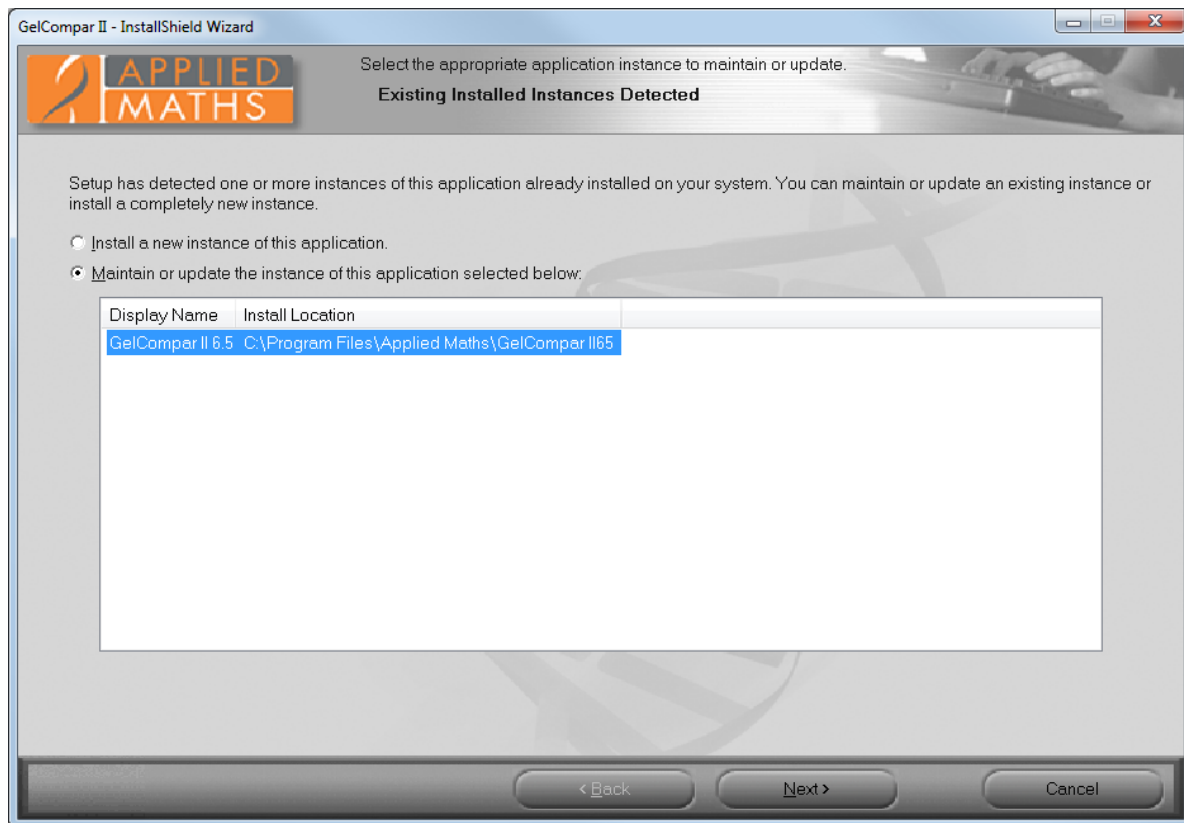 GelCompar II - InstallShield Wizard
APPLIED
MATHS
Select the appropriate application instance to maintain or update.
Existing Installed Instances Detected
Setup has detected one or more instances of this application already installed on your system. You can maintain or update an existing instance or
install a completely new instance.
Install a new instance of this application.
Maintain or update the instance of this application selected below:
Display Name Install Location
GelCompar II 6.5 C:\Program Files\Applied Maths\GelCompar II65
< Back Next > Cancel